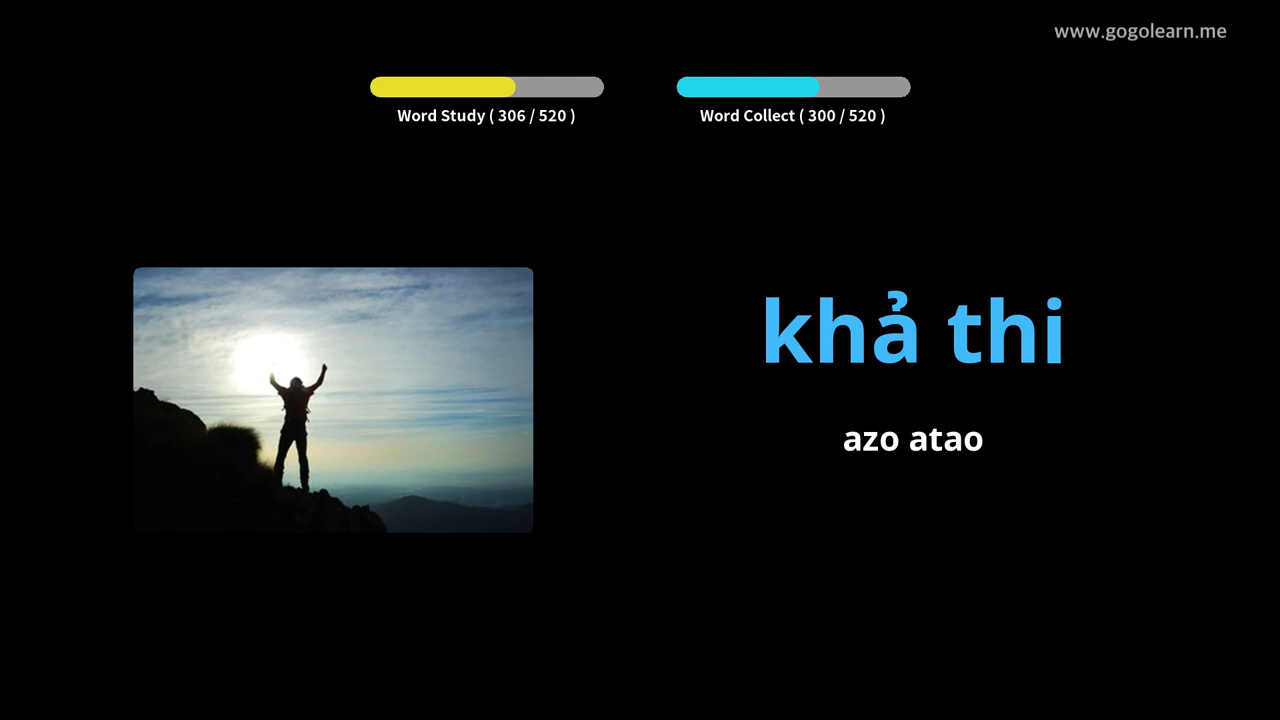 www.gogolearn.me
Word Study ( 306 / 520 )
Word Collect ( 300 / 520 )
khả thi
azo atao